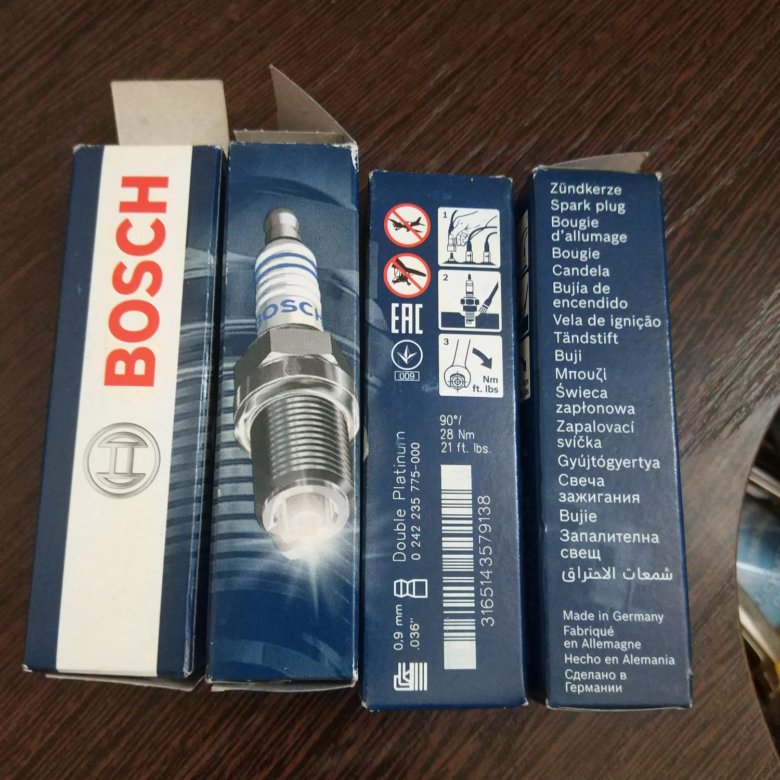 BOSCH
BOSCH
1
2
3
Nm
ft. lbs
EAC
009
90°/
28 Nm
21 ft. lbs.
Double Platinum
0 242 235 775-000
0,9 mm
.036"
3165143579138
Zündkerze
Spark plug
Bougie
d'allumage
Bougie
Candela
Bujía de
encendido
Vela de ignição
Tändstift
Buji
Μπουζί
Świeca
zapłonowa
Zapalovací
svíčka
Gyújtógyertya
Свеча
зажигания
Bujie
Запалителна
свещ
شمعات الاحتراق
Made in Germany
Fabriqué
en Allemagne
Hecho en Alemania
Сделано в
Германии